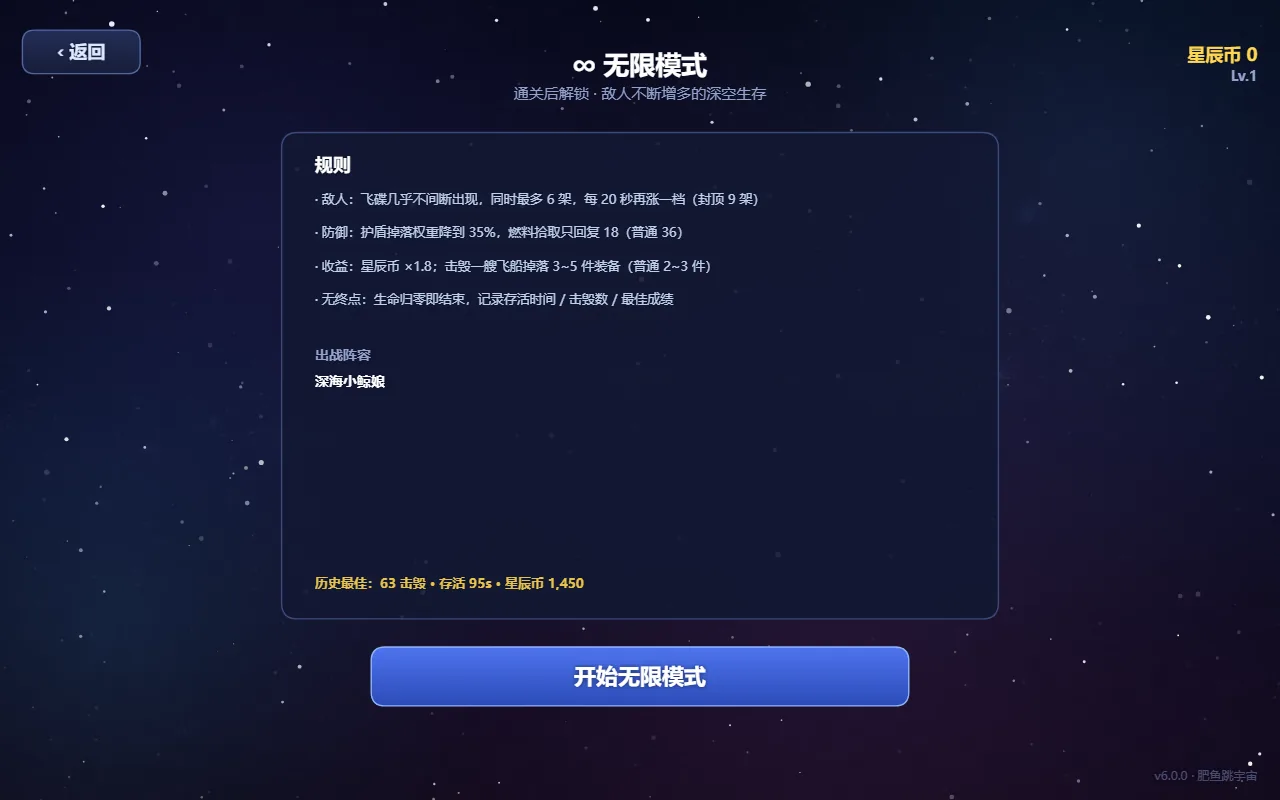 ‹ 返回
∞ 无限模式
通关后解锁 · 敌人不断增多的深空生存
星辰币 0
Lv.1
规则
· 敌人：飞碟几乎不间断出现，同时最多 6 架，每 20 秒再涨一档（封顶 9 架）
· 防御：护盾掉落权重降到 35%，燃料拾取只回复 18（普通 36）
· 收益：星辰币 ×1.8；击毁一艘飞船掉落 3~5 件装备（普通 2~3 件）
· 无终点：生命归零即结束，记录存活时间 / 击毁数 / 最佳成绩
出战阵容
深海小鲸娘
历史最佳：63 击毁 • 存活 95s • 星辰币 1,450
开始无限模式
v6.0.0 · 肥鱼跳宇宙